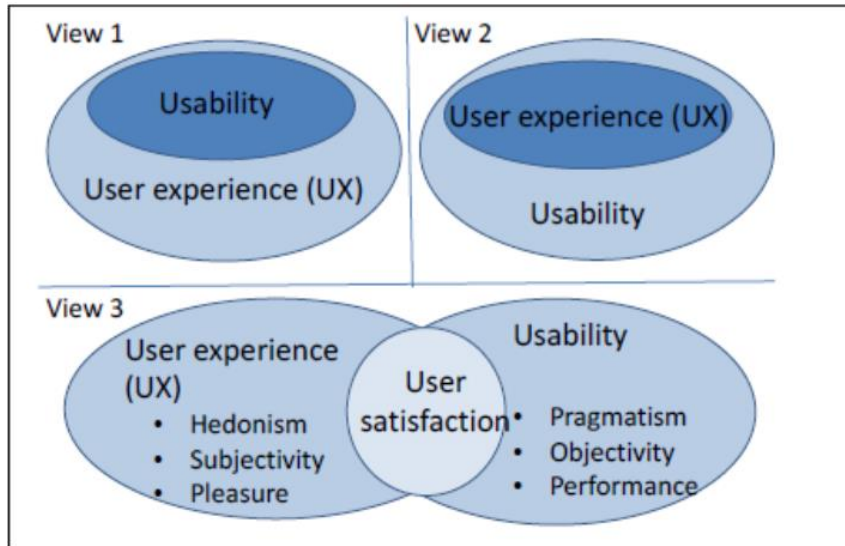 View 1
Usability
User experience (UX)
View 2
User experience (UX)
Usability
View 3
User experience
(UX)
• Hedonism
• Subjectivity
• Pleasure
User
satisfaction
Usability
• Pragmatism
• Objectivity
• Performance